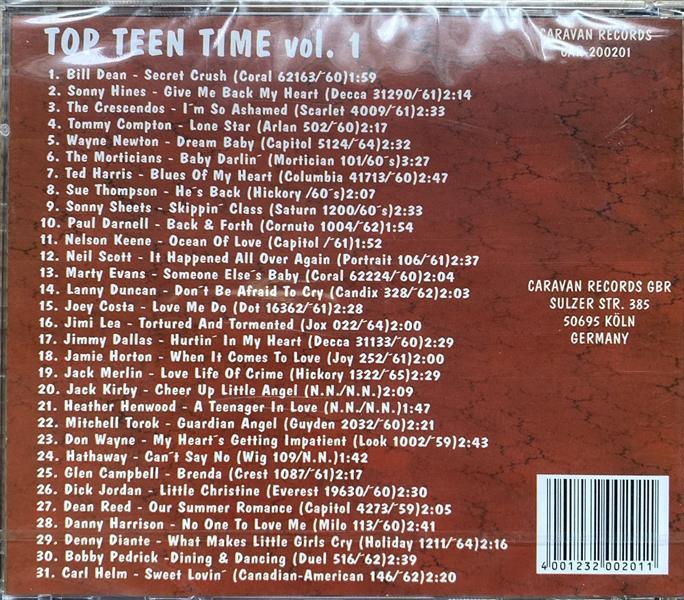 TOP TEEN TIME vol. 1
CARAVAN RECORDS
CAR 200201
1. Bill Dean - Secret Crush (Coral 62163/´60)1:59
2. Sonny Hines - Give Me Back My Heart (Decca 31290/61)2:14
3. The Crescendos - I´m So Ashamed (Scarlet 4009/´61)2:33
4. Tommy Compton - Lone Star (Arlan 502/´60)2:17
5. Wayne Newton - Dream Baby (Capitol 5124/´64)2:32
6. The Morticians - Baby Darlin´ (Mortician 101/60´s)3:27
7. Ted Harris - Blues Of My Heart (Columbia 41713/´60)2:47
8. Sue Thompson - He´s Back (Hickory /60´s)2:07
9. Sonny Sheets - Skippin´ Class (Saturn 1200/60´s)2:33
10. Paul Darnell - Back & Forth (Cornuto 1004/´62)1:54
11. Nelson Keene - Ocean Of Love (Capitol /´61)1:52
12. Neil Scott - It Happened All Over Again (Portrait 106/´61)2:37
13. Marty Evans - Someone Else´s Baby (Coral 62224/´60)2:04
14. Lanny Duncan - Don´t Be Afraid To Cry (Candix 328/´62)2:03
15. Joey Costa - Love Me Do (Dot 16362/´61)2:28
16. Jimi Lea - Tortured And Tormented (Jox 022/´64)2:00
17. Jimmy Dallas - Hurtin´ In My Heart (Decca 31133/´60)2:29
18. Jamie Horton - When It Comes To Love (Joy 252/´61)2:00
19. Jack Merlin - Love Life Of Crime (Hickory 1322/´65)2:29
20. Jack Kirby - Cheer Up Little Angel (N.N./N.N.)2:09
21. Heather Henwood - A Teenager In Love (N.N./N.N.)1:47
22. Mitchell Torok - Guardian Angel (Guyden 2032/´60)2:21
23. Don Wayne - My Heart´s Getting Impatient (Look 1002/´59)2:43
24. Hathaway - Can´t Say No (Wig 109/N.N.)1:42
25. Glen Campbell - Brenda (Crest 1087/´61)2:17
26. Dick Jordan - Little Christine (Everest 19630/´60)2:30
27. Dean Reed - Our Summer Romance (Capitol 4273/´59)2:05
28. Danny Harrison - No One To Love Me (Milo 113/´60)2:41
29. Denny Diante - What Makes Little Girls Cry (Holiday 1211/´64)2:16
30. Bobby Pedrick -Dining & Dancing (Duel 516/´62)2:39
31. Carl Helm - Sweet Lovin´ (Canadian-American 146/´62)2:20
CARAVAN RECORDS GBR
SULZER STR. 385
50695 KÖLN
GERMANY
4 001232 002011